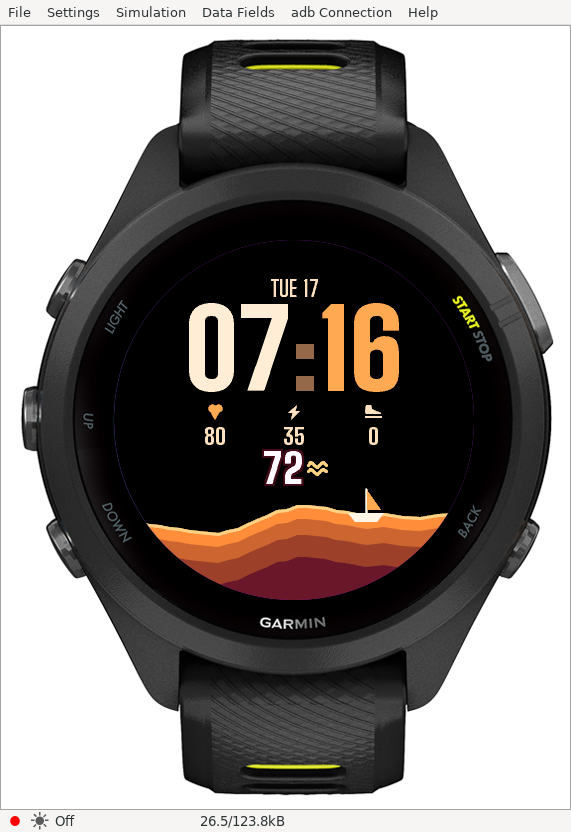 File Settings Simulation Data Fields adb Connection Help
TUE 17
07:16
LIGHT
START STOP
UP
80 35 0
72
DOWN
BACK
GARMIN
Off 26.5/123.8kB